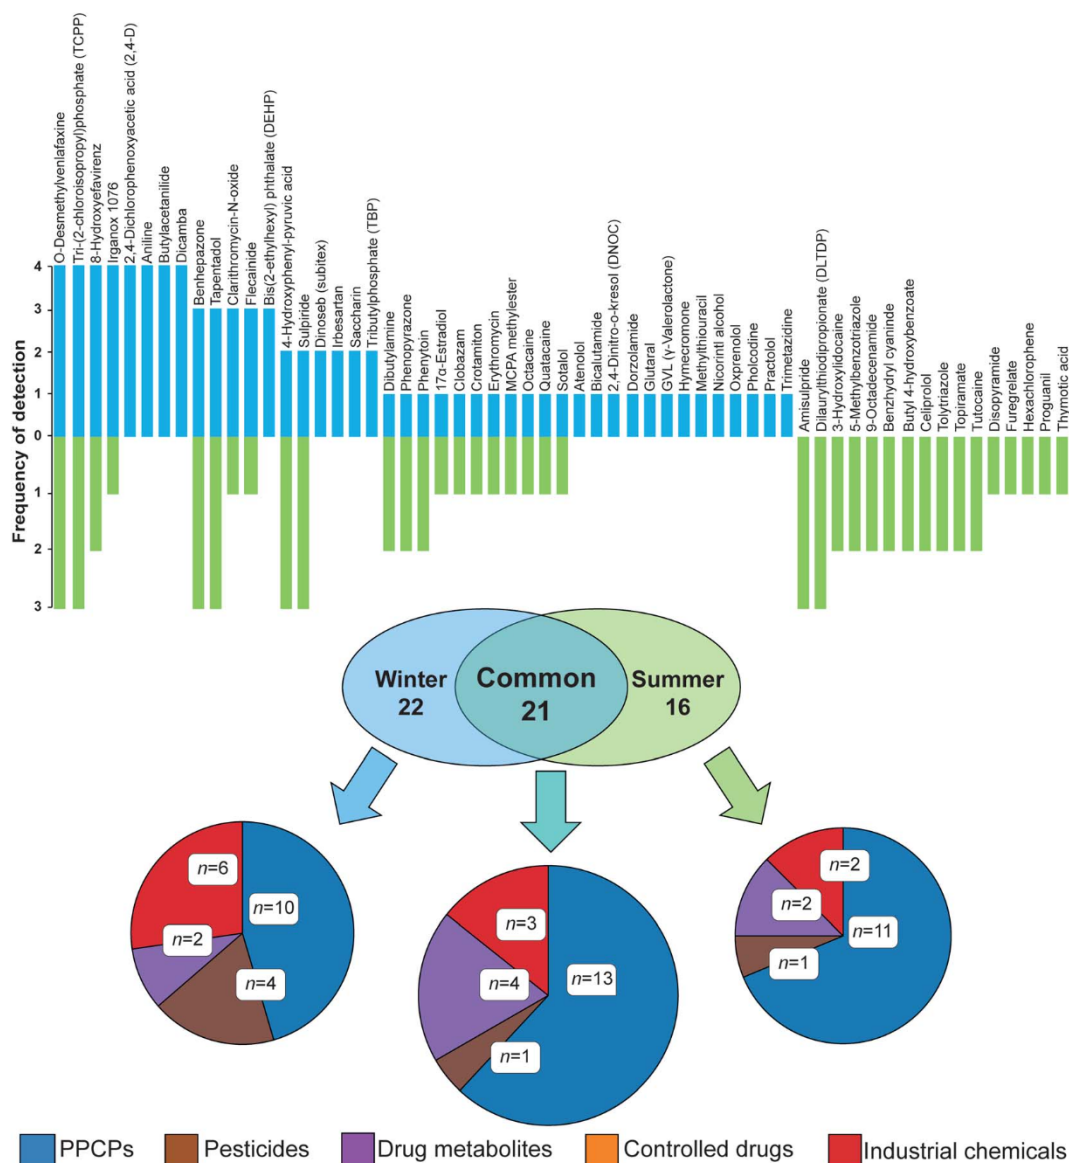 O-Desmethylvenlafaxine
Tri-(2-chloroisopropyl)phosphate (TCPP)
8-Hydroxyefavirenz
Irganox 1076
2,4-Dichlorophenoxyacetic acid (2,4-D)
Aniline
Butylacetanilide
Dicamba
Benhepazone
Tapentadol
Clarithromycin-N-oxide
Flecainide
Bis(2-ethylhexyl) phthalate (DEHP)
4-Hydroxyphenyl-pyruvic acid
Sulpiride
Dinoseb (subitex)
Irbesartan
Saccharin
Tributylphosphate (TBP)
Dibutylamine
Phenopyrazone
Phenytoin
17α-Estradiol
Clobazam
Crotamiton
Erythromycin
MCPA methylester
Octacaine
Quatacaine
Sotalol
Atenolol
Bicalutamide
2,4-Dinitro-o-kresol (DNOC)
Dorzolamide
Glutaral
GVL (γ-Valerolactone)
Hymecromone
Methylthiouracil
Nicorintl alcohol
Oxprenolol
Pholcodine
Practolol
Trimetazidine
Amisulpride
Dilaurylthiodipropionate (DLTDP)
3-Hydroxylidocaine
5-Methylbenzotriazole
9-Octadecenamide
Benzhydryl cyaninde
Butyl 4-hydroxybenzoate
Celiprolol
Tolytriazole
Topiramate
Tutocaine
Disopyramide
Furegrelate
Hexachlorophene
Proguanil
Thymotic acid
Frequency of detection
4
3
2
1
0
1
2
3
Winter
22
Common
21
Summer
16
n=6
n=10
n=2
n=4
n=3
n=13
n=4
n=1
n=2
n=2
n=11
n=1
PPCPs
Pesticides
Drug metabolites
Controlled drugs
Industrial chemicals